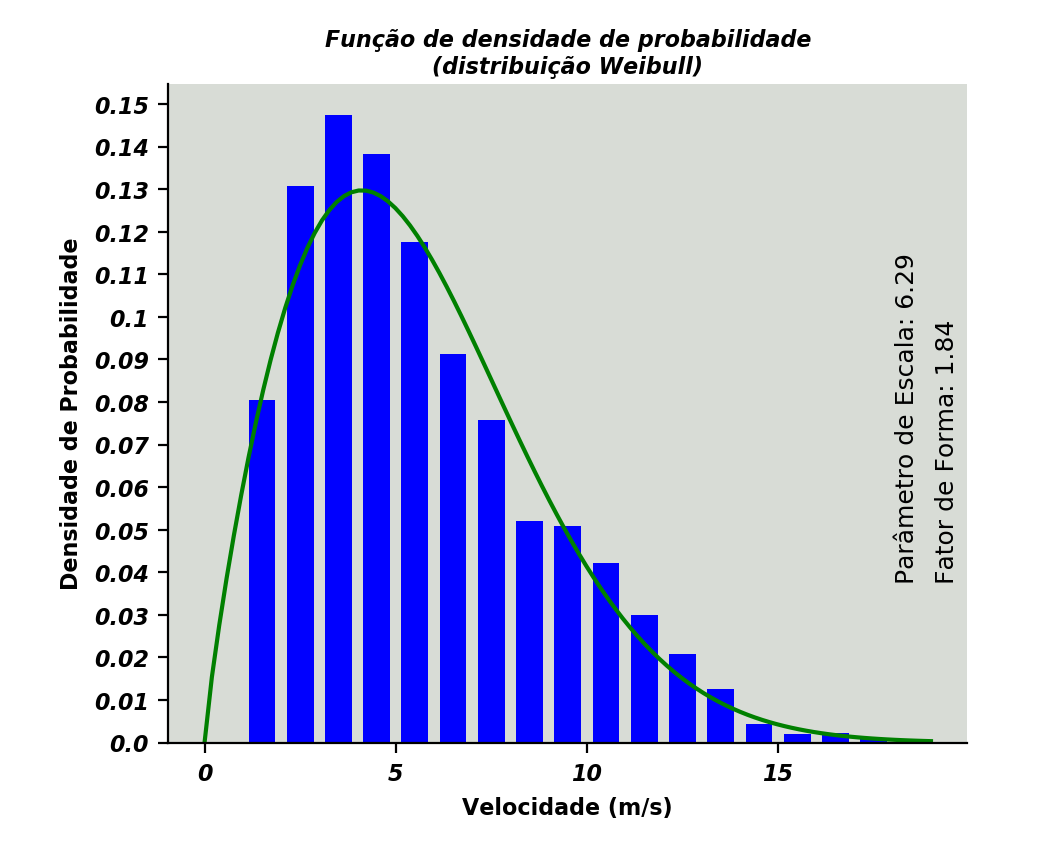 Função de densidade de probabilidade
(distribuição Weibull)
0.15
0.14
0.13
0.12
0.11
0.1
0.09
0.08
0.07
0.06
0.05
0.04
0.03
0.02
0.01
0.0
Densidade de Probabilidade
Parâmetro de Escala: 6.29
Fator de Forma: 1.84
0 5 10 15
Velocidade (m/s)